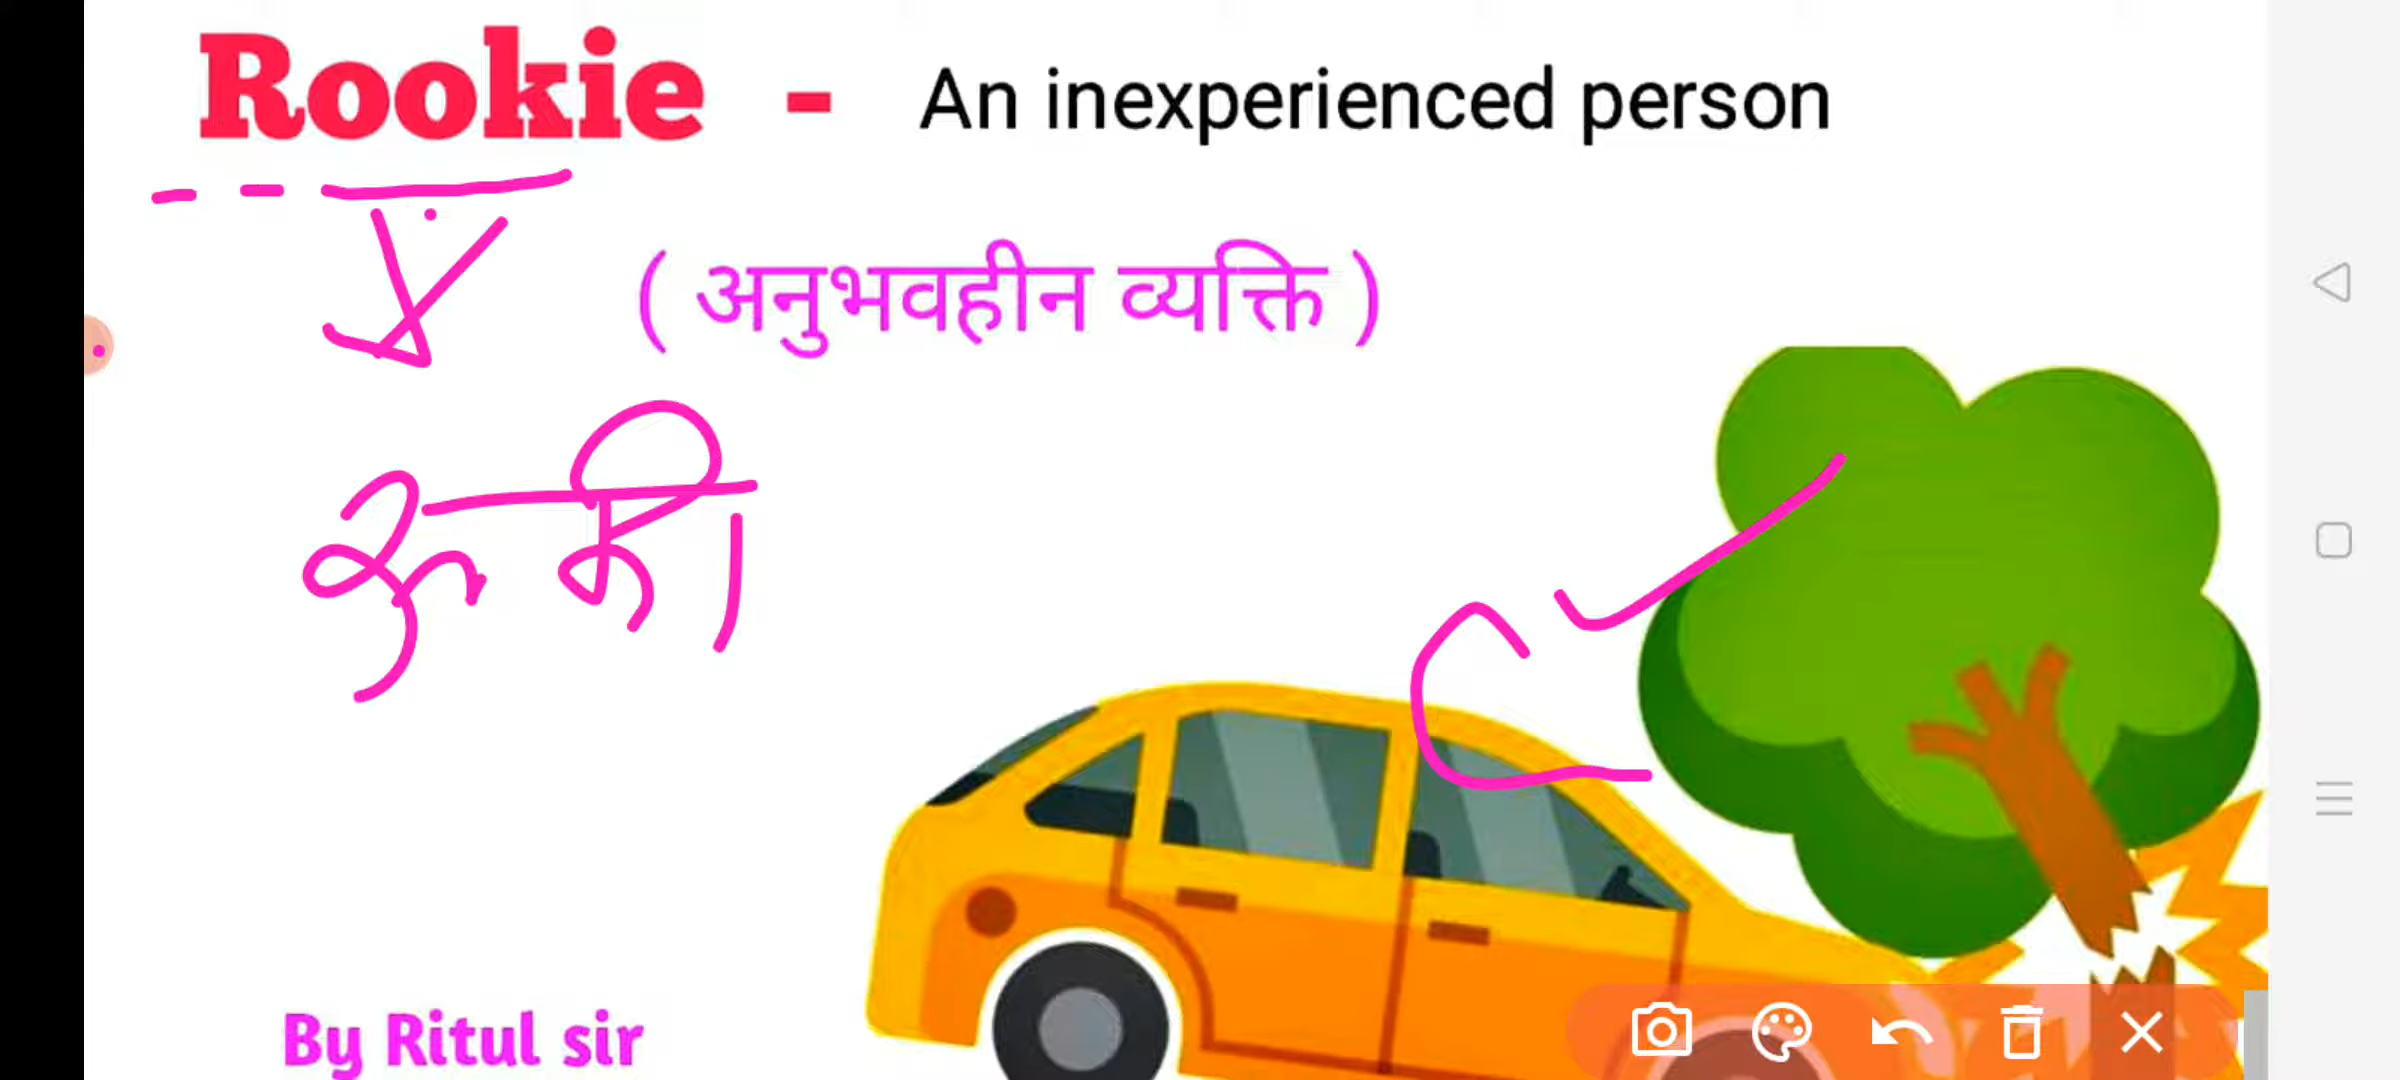 Rookie - An inexperienced person
( अनुभवहीन व्यक्ति )
रूकी
By Ritul sir